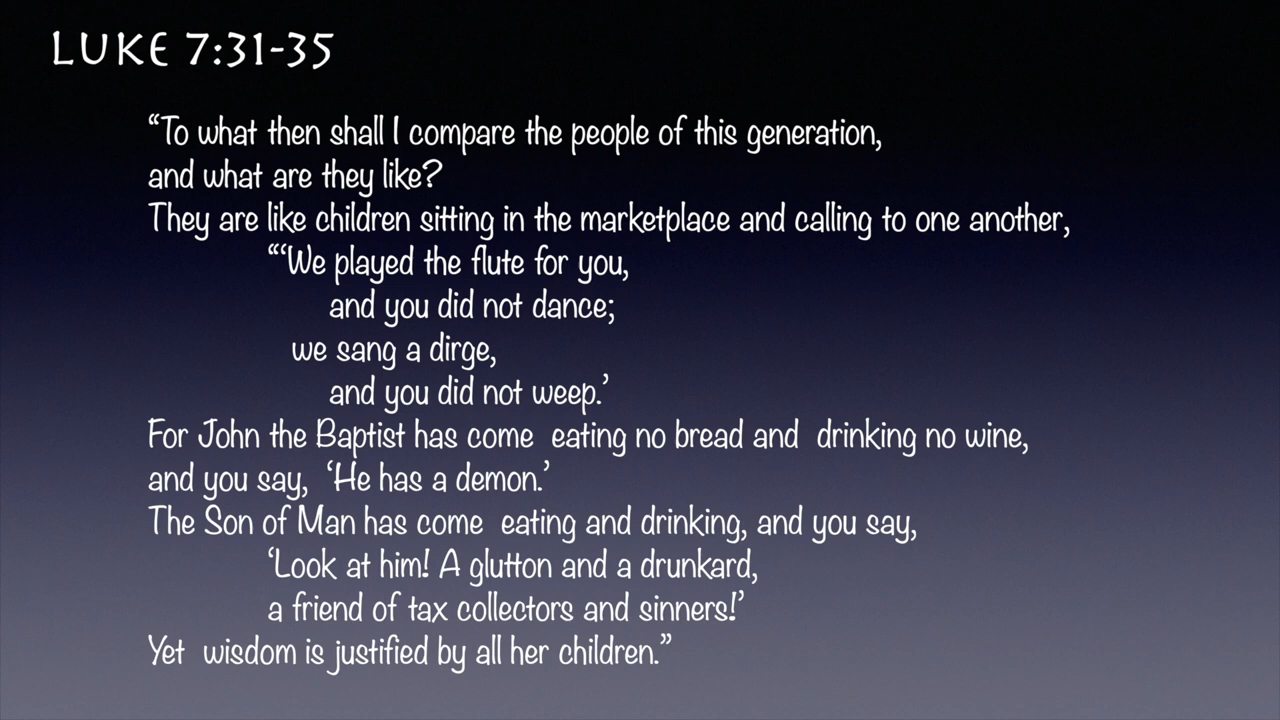 LUKE 7:31-35
“To what then shall I compare the people of this generation,
and what are they like?
They are like children sitting in the marketplace and calling to one another,
“‘We played the flute for you,
and you did not dance;
we sang a dirge,
and you did not weep.’
For John the Baptist has come  eating no bread and  drinking no wine,
and you say,  ‘He has a demon.’
The Son of Man has come  eating and drinking, and you say,
‘Look at him! A glutton and a drunkard,
a friend of tax collectors and sinners!’
Yet  wisdom is justified by all her children.”